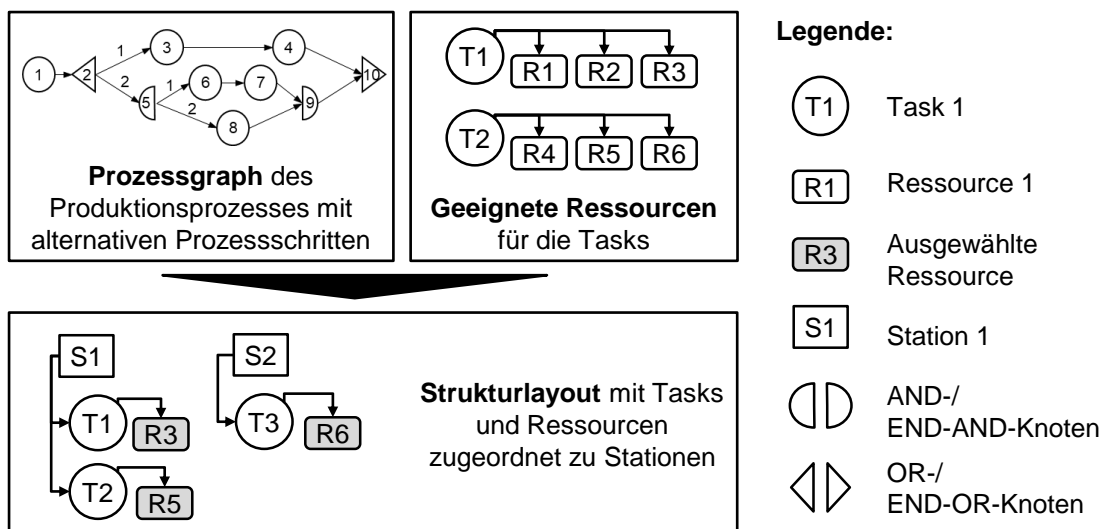 1
2
1
3
4
10
2
5
1
6
7
9
2
8
Prozessgraph des
Produktionsprozesses mit
alternativen Prozessschritten
T1
R1 R2 R3
T2
R4 R5 R6
Geeignete Ressourcen
für die Tasks
S1
T1
R3
T2
R5
S2
T3
R6
Strukturlayout mit Tasks
und Ressourcen
zugeordnet zu Stationen
Legende:
T1 Task 1
R1 Ressource 1
R3 Ausgewählte
Ressource
S1 Station 1
AND-/
END-AND-Knoten
OR-/
END-OR-Knoten